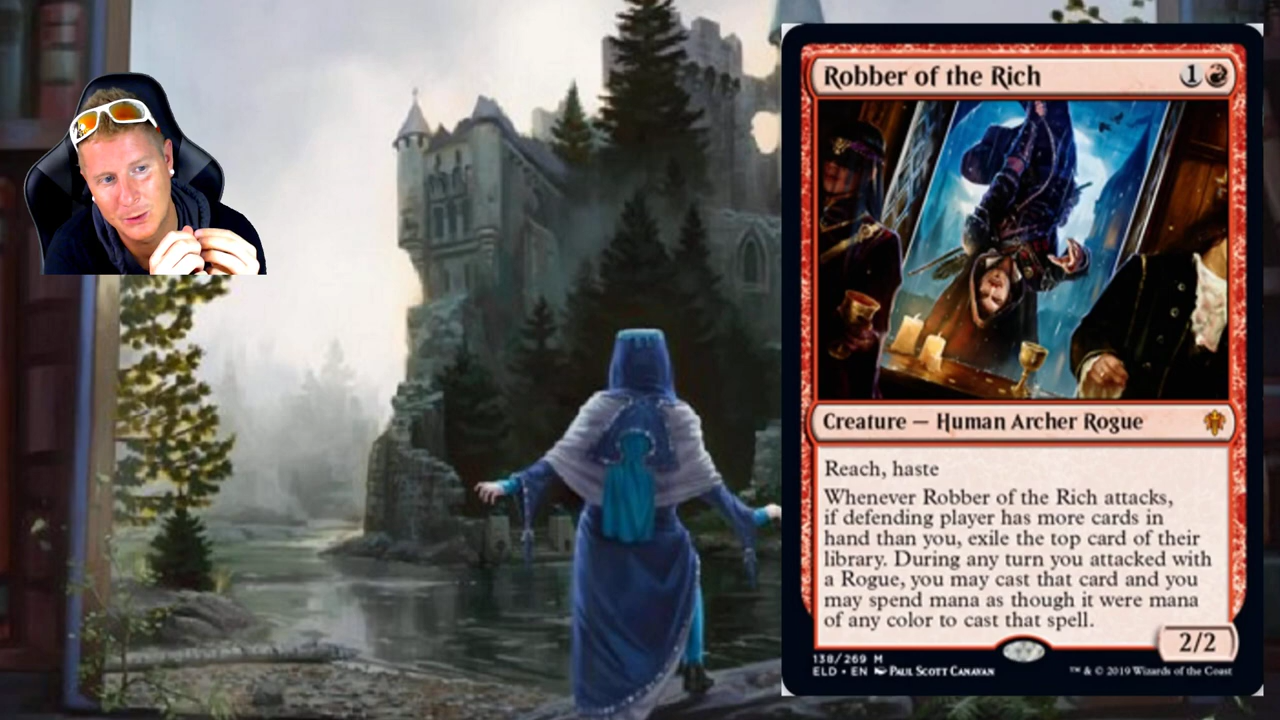 Robber of the Rich 1
Creature — Human Archer Rogue
Reach, haste
Whenever Robber of the Rich attacks,
if defending player has more cards in
hand than you, exile the top card of their
library. During any turn you attacked with
a Rogue, you may cast that card and you
may spend mana as though it were mana
of any color to cast that spell.
2/2
138/269 M
ELD • EN Paul Scott Canavan ™ & © 2019 Wizards of the Coast